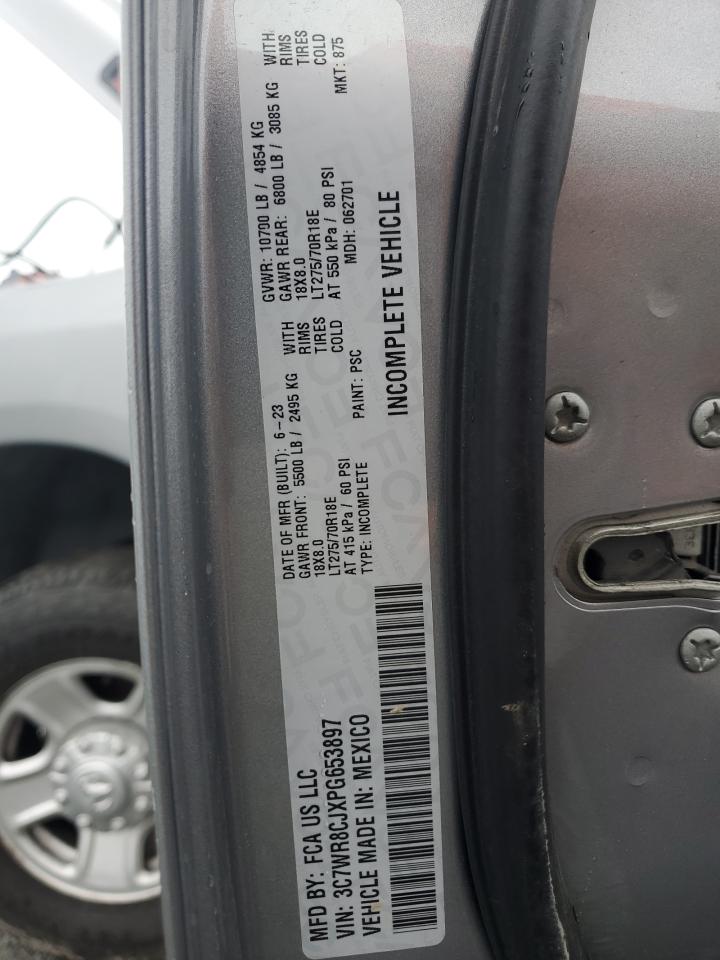 MFD BY: FCA US LLC
DATE OF MFR (BUILT): 6-23
GVWR: 10700 LB / 4854 KG
GAWR FRONT: 5500 LB / 2495 KG WITH
GAWR REAR: 6800 LB / 3085 KG WITH
18X8.0 RIMS
18X8.0 RIMS
LT275/70R18E TIRES
LT275/70R18E TIRES
AT 415 kPa / 60 PSI COLD
AT 550 kPa / 80 PSI COLD
VIN: 3C7WR8CJXPG653897
TYPE: INCOMPLETE
PAINT: PSC
MDH: 062701
MKT: 875
VEHICLE MADE IN: MEXICO
INCOMPLETE VEHICLE